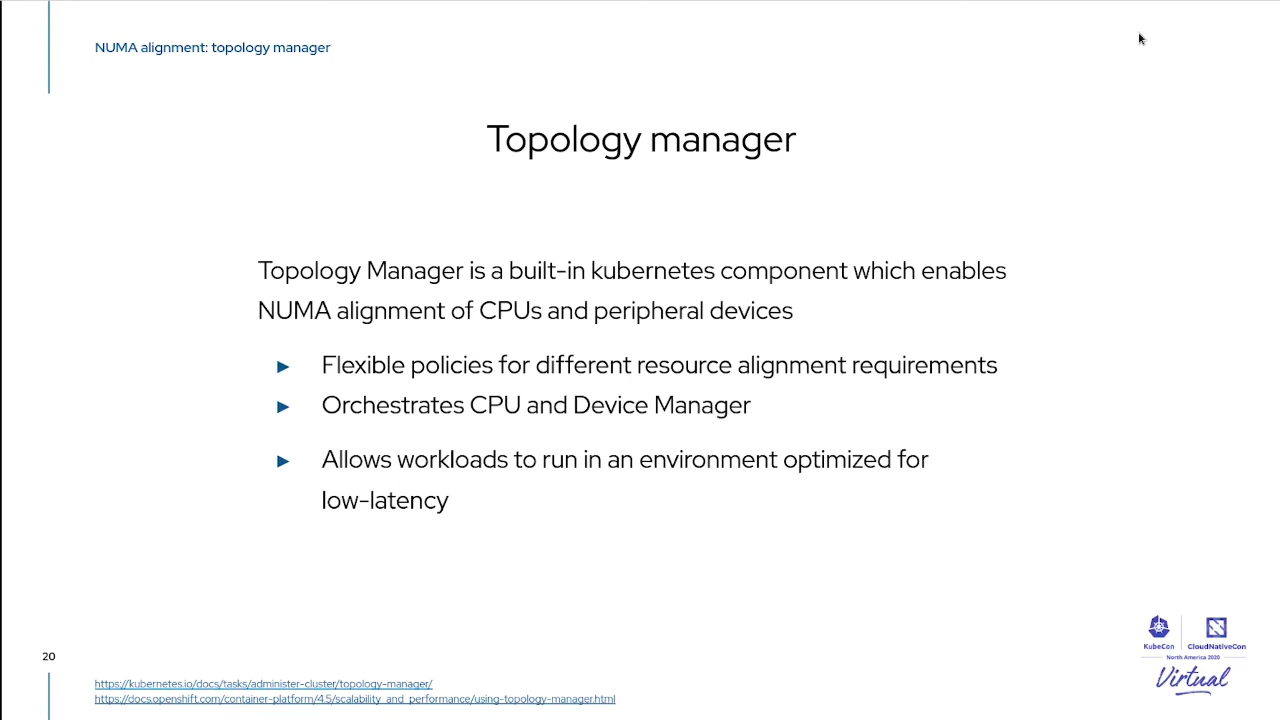 NUMA alignment: topology manager
Topology manager
Topology Manager is a built-in kubernetes component which enables
NUMA alignment of CPUs and peripheral devices
► Flexible policies for different resource alignment requirements
► Orchestrates CPU and Device Manager
► Allows workloads to run in an environment optimized for
low-latency
KubeCon CloudNativeCon
North America 2020
Virtual
20
https://kubernetes.io/docs/tasks/administer-cluster/topology-manager/
https://docs.openshift.com/container-platform/4.5/scalability_and_performance/using-topology-manager.html